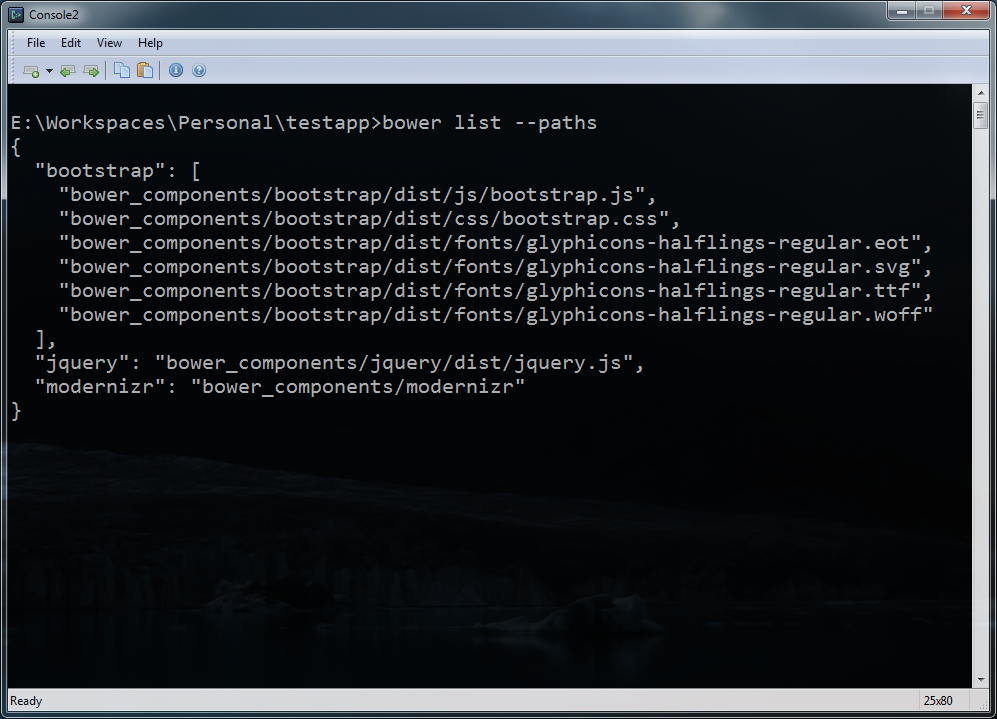 Console2
File Edit View Help
E:\Workspaces\Personal\testapp>bower list --paths
{
  "bootstrap": [
    "bower_components/bootstrap/dist/js/bootstrap.js",
    "bower_components/bootstrap/dist/css/bootstrap.css",
    "bower_components/bootstrap/dist/fonts/glyphicons-halflings-regular.eot",
    "bower_components/bootstrap/dist/fonts/glyphicons-halflings-regular.svg",
    "bower_components/bootstrap/dist/fonts/glyphicons-halflings-regular.ttf",
    "bower_components/bootstrap/dist/fonts/glyphicons-halflings-regular.woff"
  ],
  "jquery": "bower_components/jquery/dist/jquery.js",
  "modernizr": "bower_components/modernizr"
}
Ready 25x80